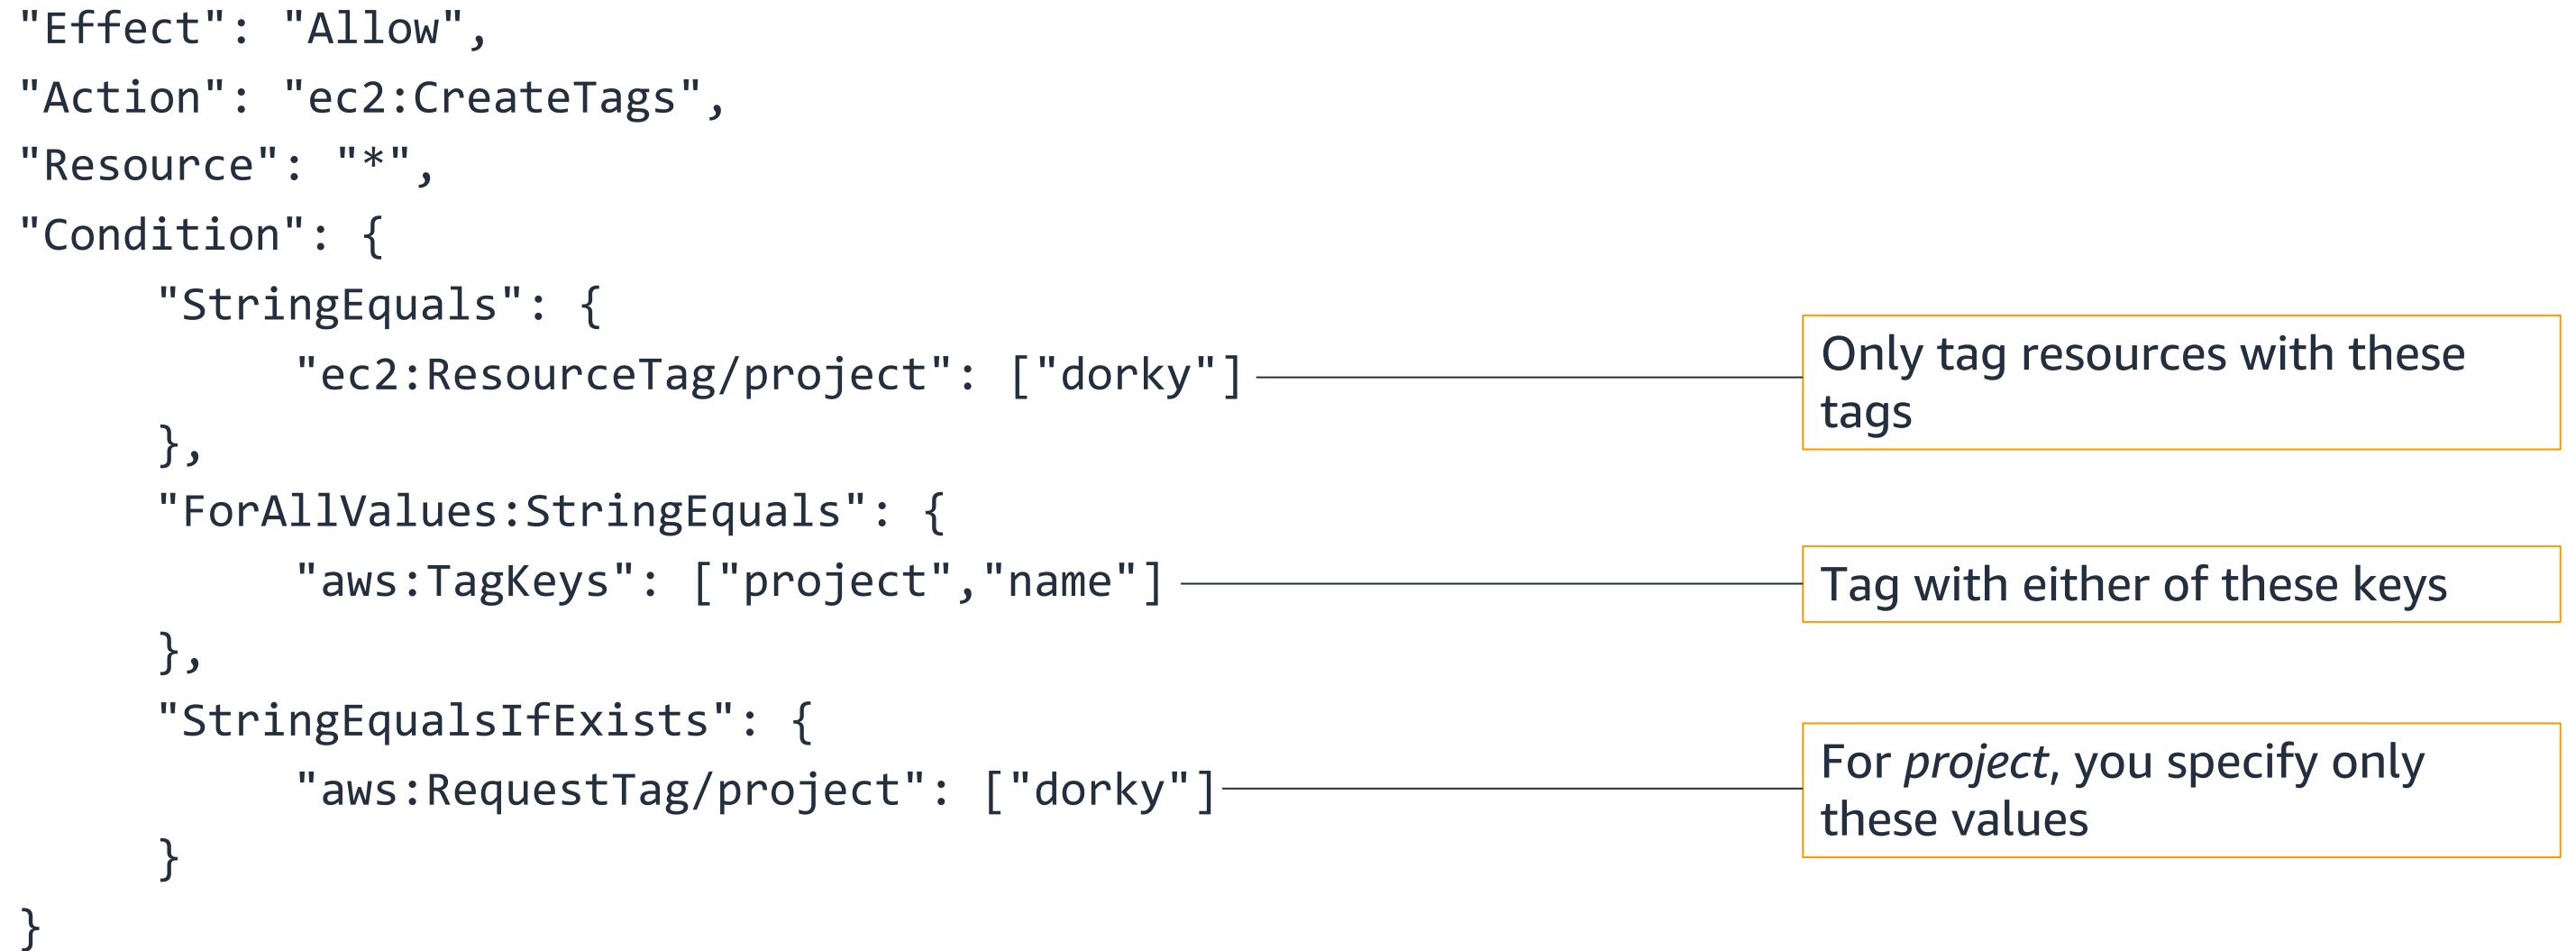 "Effect": "Allow",
"Action": "ec2:CreateTags",
"Resource": "*",
"Condition": {
"StringEquals": {
"ec2:ResourceTag/project": ["dorky"]
},
"ForAllValues:StringEquals": {
"aws:TagKeys": ["project","name"]
},
"StringEqualsIfExists": {
"aws:RequestTag/project": ["dorky"]
}
}
Only tag resources with these
tags
Tag with either of these keys
For project, you specify only
these values